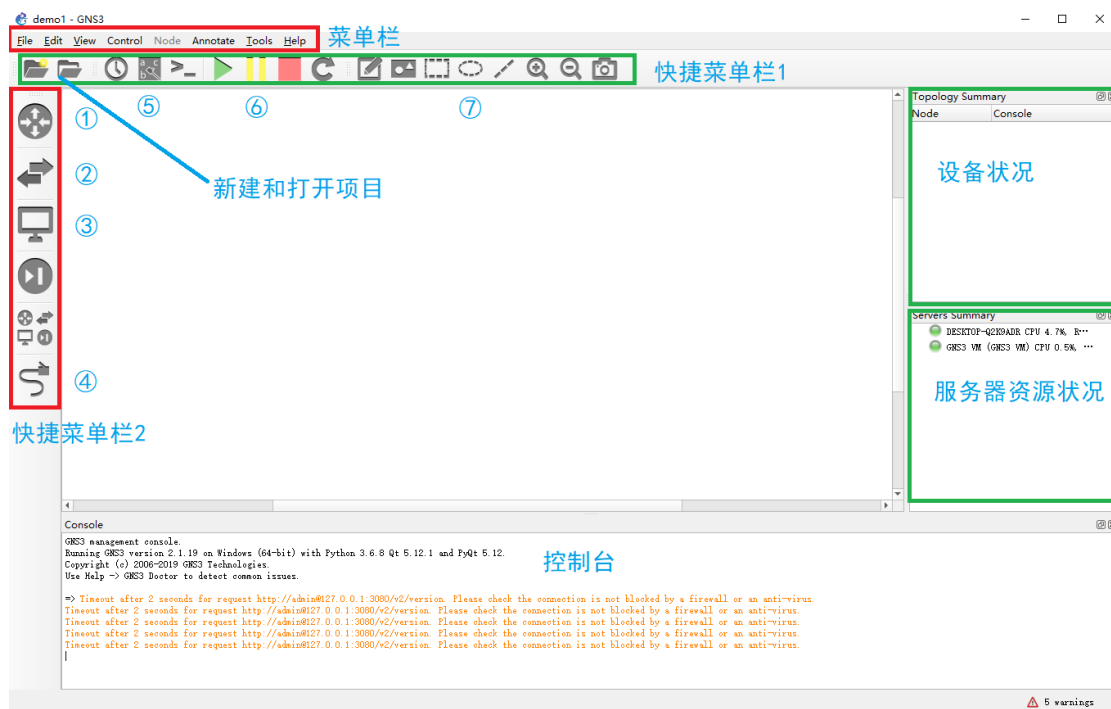 demo1 - GNS3
File Edit View Control Node Annotate Tools Help 菜单栏
快捷菜单栏1
⑤ ⑥ ⑦
①
②
新建和打开项目
③
④
快捷菜单栏2
Topology Summary
Node Console
设备状况
Servers Summary
DESKTOP-Q2K9ADR CPU 4.7%, R…
GNS3 VM (GNS3 VM) CPU 0.5%, …
服务器资源状况
Console
GNS3 management console.
Running GNS3 version 2.1.19 on Windows (64-bit) with Python 3.6.8 Qt 5.12.1 and PyQt 5.12.
Copyright (c) 2006-2019 GNS3 Technologies.
Use Help -> GNS3 Doctor to detect common issues.
控制台
=> Timeout after 2 seconds for request http://admin@127.0.0.1:3080/v2/version. Please check the connection is not blocked by a firewall or an anti-virus.
Timeout after 2 seconds for request http://admin@127.0.0.1:3080/v2/version. Please check the connection is not blocked by a firewall or an anti-virus.
Timeout after 2 seconds for request http://admin@127.0.0.1:3080/v2/version. Please check the connection is not blocked by a firewall or an anti-virus.
Timeout after 2 seconds for request http://admin@127.0.0.1:3080/v2/version. Please check the connection is not blocked by a firewall or an anti-virus.
Timeout after 2 seconds for request http://admin@127.0.0.1:3080/v2/version. Please check the connection is not blocked by a firewall or an anti-virus.
5 warnings